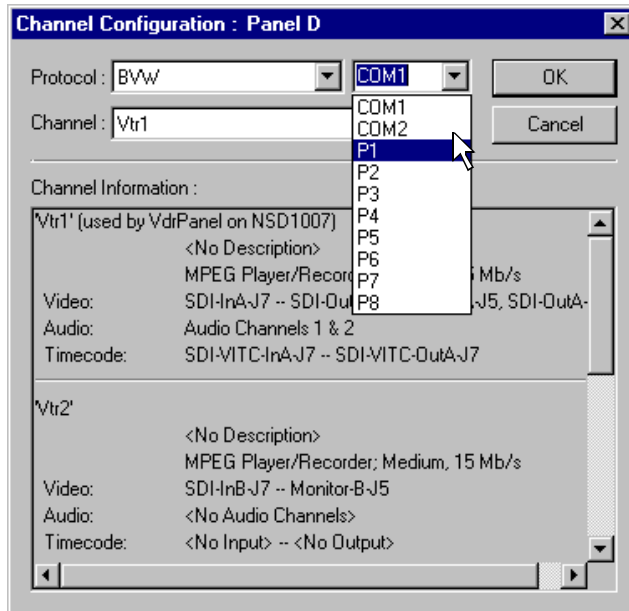 Channel Configuration : Panel D
Protocol : BVW COM1 OK
Channel : Vtr1 Cancel
COM1
COM2
P1
P2
P3
P4
P5
P6
P7
P8
Channel Information :
'Vtr1' (used by VdrPanel on NSD1007)
<No Description>
MPEG Player/Recor Mb/s
Video: SDI-InA-J7 -- SDI-Out J5, SDI-OutA-
Audio: Audio Channels 1 & 2
Timecode: SDI-VITC-InA-J7 -- SDI-VITC-OutA-J7
'Vtr2'
<No Description>
MPEG Player/Recorder; Medium, 15 Mb/s
Video: SDI-InB-J7 -- Monitor-B-J5
Audio: <No Audio Channels>
Timecode: <No Input> -- <No Output>